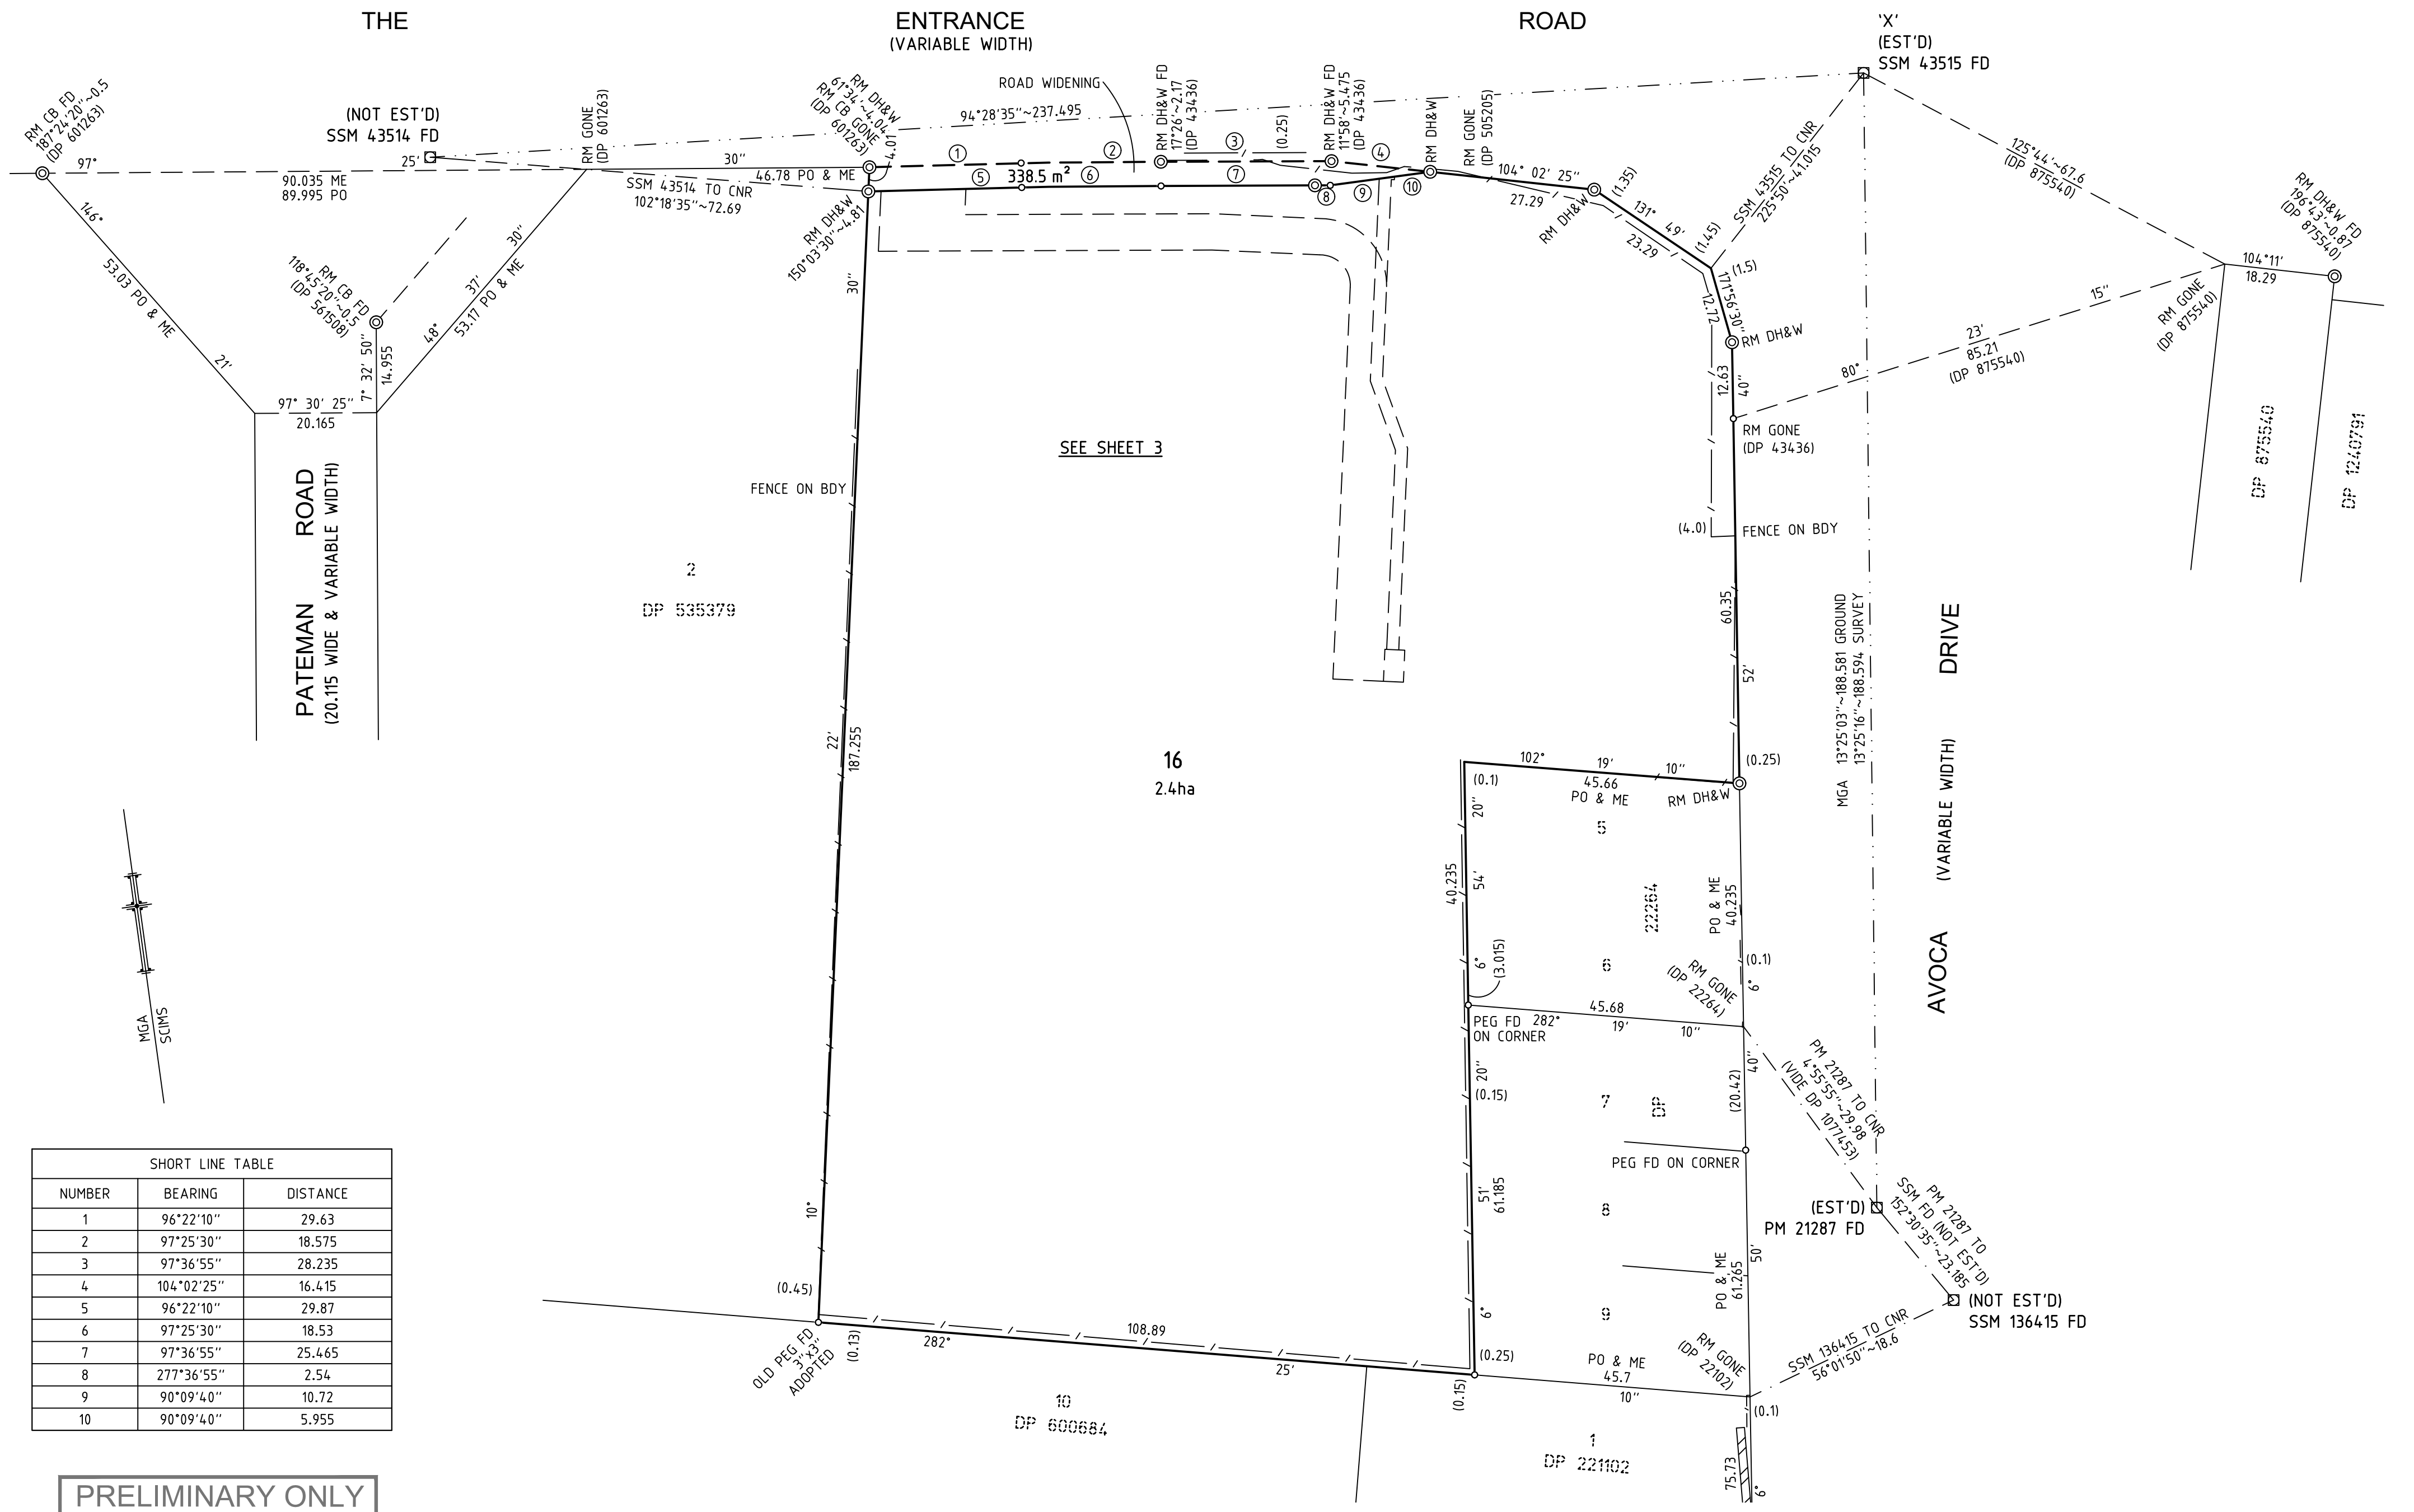 THE ENTRANCE ROAD
(VARIABLE WIDTH)
'X'
(EST'D)
SSM 43515 FD
RM CB FD
187°24'20"~0.5
(DP 601263)
(NOT EST'D)
SSM 43514 FD
RM GONE
(DP 601263)
RM DH&W
61°34'~4.04
RM CB GONE
(DP 601263)
4.01
ROAD WIDENING
94°28'35"~237.495
RM DH&W FD
177°26'~2.17
(DP 43436)
(0.25)
RM DH&W FD
11°58'~5.475
(DP 43436)
RM DH&W
RM GONE
(DP 505205)
97°
25'
30"
90.035 ME
89.995 PO
46.78 PO & ME
SSM 43514 TO CNR
102°18'35"~72.69
1
2
3
4
5
338.5 m²
6
7
8
9
10
104° 02' 25"
27.29
RM DH&W
(1.35)
131°
49'
23.29
(1.45)
SSM 43515 TO CNR
225°50'~41.015
125°44'~67.6
(DP 875540)
RM DH&W FD
196°43'~0.87
(DP 875540)
104°11'
18.29
RM GONE
(DP 875540)
146°
21'
53.03 PO & ME
RM CB FD
118°45'20"~0.5
(DP 561508)
7° 32' 50"
14.955
48°
37'
30"
53.17 PO & ME
97° 30' 25"
20.165
RM DH&W
150°03'30"~4.81
30"
(1.5)
171°56'30"
12.72
RM DH&W
12.63
40"
RM GONE
(DP 43436)
80°
23'
15"
85.21
(DP 875540)
DP 875540
DP 1240791
PATEMAN ROAD
(20.115 WIDE & VARIABLE WIDTH)
SEE SHEET 3
FENCE ON BDY
(4.0)
FENCE ON BDY
2
DP 535379
60.35
52'
MGA 13°25'03"~188.581 GROUND
13°25'16"~188.594 SURVEY
AVOCA DRIVE
(VARIABLE WIDTH)
22'
187.255
16
2.4ha
102°
19'
10"
(0.25)
(0.1)
45.66
PO & ME
RM DH&W
20"
5
40.235
54'
22264
PO & ME
40.235
6°
(3.015)
6
(0.1)
6°
RM GONE
(DP 22264)
45.68
PEG FD
ON CORNER
282°
19'
10"
MGA
SCIMS
20"
(0.15)
7
DP
(20.42)
40"
PM 21287 TO CNR
4°55'55"~29.98
(VIDE DP 1077453)
PEG FD ON CORNER
10°
51'
61.185
8
(EST'D)
PM 21287 FD
PM 21287 TO
SSM FD (NOT EST'D)
152°30'35"~23.185
50'
PO & ME
61.265
(NOT EST'D)
SSM 136415 FD
(0.45)
6°
9
OLD PEG FD
3"x3"
ADOPTED
(0.13)
282°
108.89
25'
(0.25)
(0.15)
PO & ME
45.7
10"
RM GONE
(DP 22102)
SSM 136415 TO CNR
56°01'50"~18.6
(0.1)
10
DP 600684
1
DP 221102
75.73
6°
SHORT LINE TABLE
NUMBER BEARING DISTANCE
1 96°22'10" 29.63
2 97°25'30" 18.575
3 97°36'55" 28.235
4 104°02'25" 16.415
5 96°22'10" 29.87
6 97°25'30" 18.53
7 97°36'55" 25.465
8 277°36'55" 2.54
9 90°09'40" 10.72
10 90°09'40" 5.955
PRELIMINARY ONLY